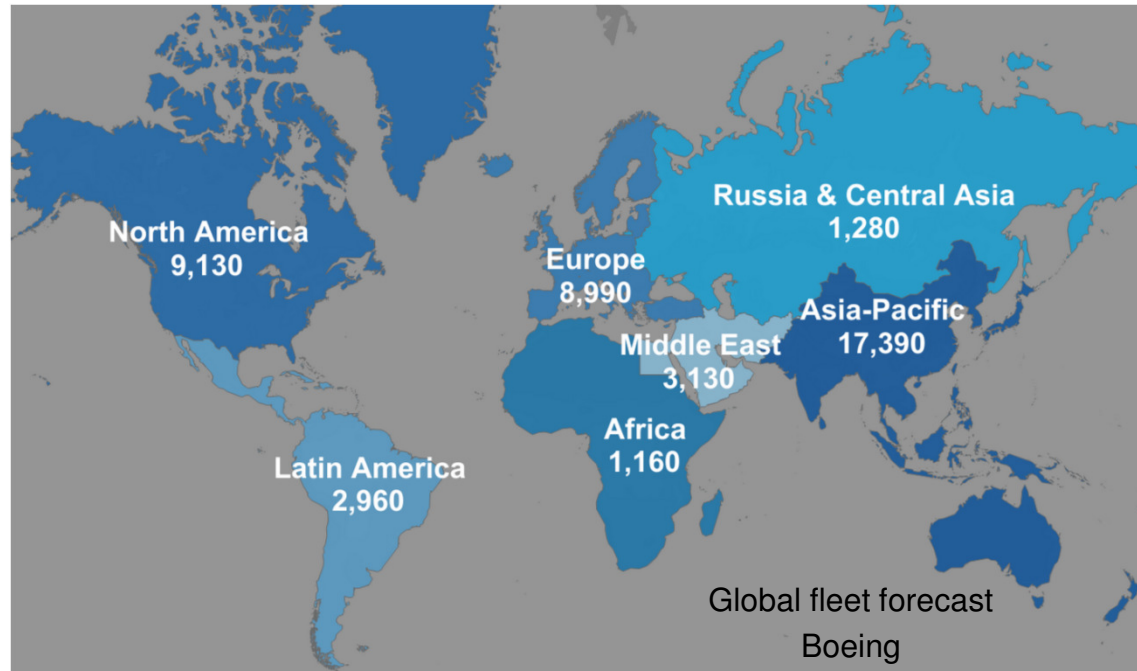 North America
9,130
Europe
8,990
Russia & Central Asia
1,280
Asia-Pacific
17,390
Middle East
3,130
Africa
1,160
Latin America
2,960
Global fleet forecast
Boeing